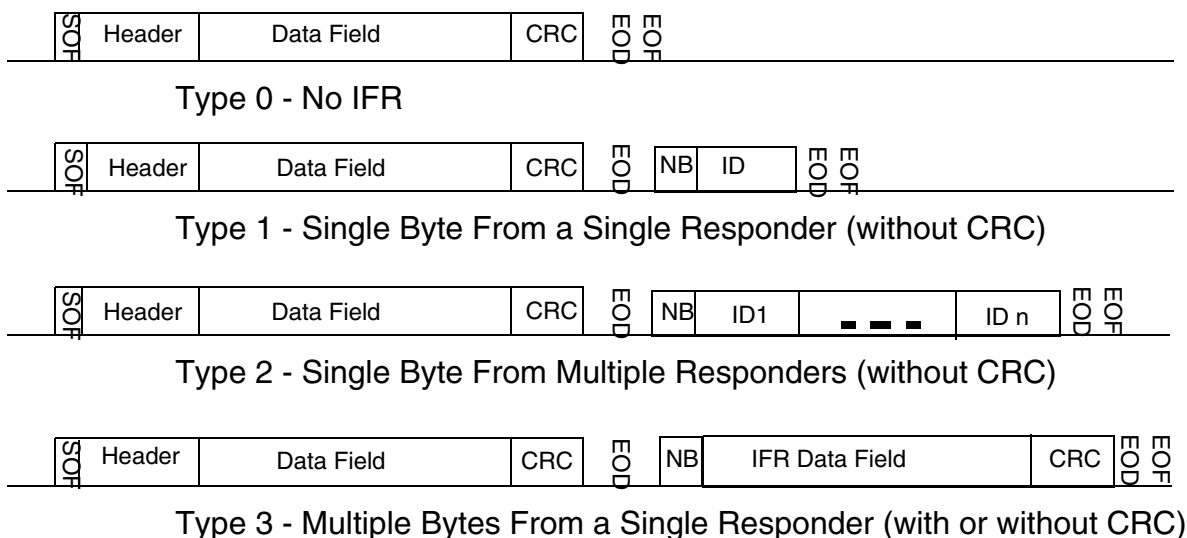 SOF Header Data Field CRC EOD EOF
Type 0 - No IFR
SOF Header Data Field CRC EOD NB ID EOD EOF
Type 1 - Single Byte From a Single Responder (without CRC)
SOF Header Data Field CRC EOD NB ID1 ID n EOD EOF
Type 2 - Single Byte From Multiple Responders (without CRC)
SOF Header Data Field CRC EOD NB IFR Data Field CRC EOD EOF
Type 3 - Multiple Bytes From a Single Responder (with or without CRC)